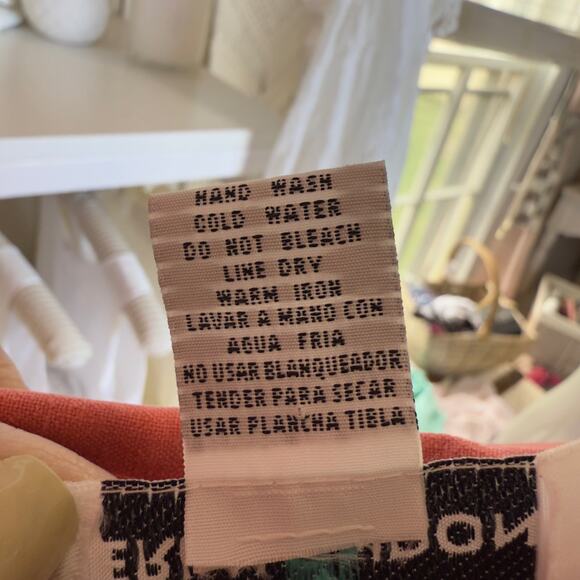 HAND WASH
COLD WATER
DO NOT BLEACH
LINE DRY
WARM IRON
LAVAR A MANO CON
AGUA FRIA
NO USAR BLANQUEADOR
TENDER PARA SECAR
USAR PLANCHA TIBLA